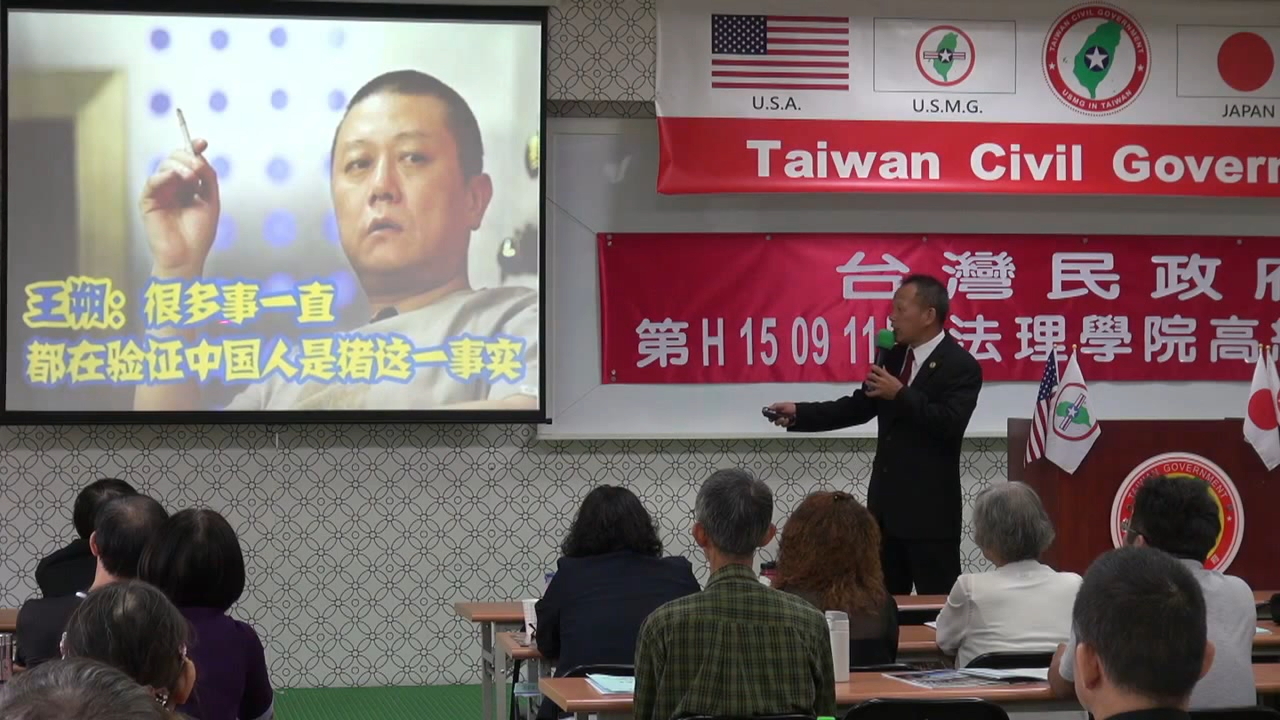 王朔：很多事一直
都在验证中国人是猪这一事实
U.S.A.
U.S.M.G.
TAIWAN CIVIL GOVERNMENT
USMG IN TAIWAN
JAPAN
Taiwan Civil Govern
台灣民政府
第H 15 09 11 法理學院高
TAIWAN GOVERNMENT